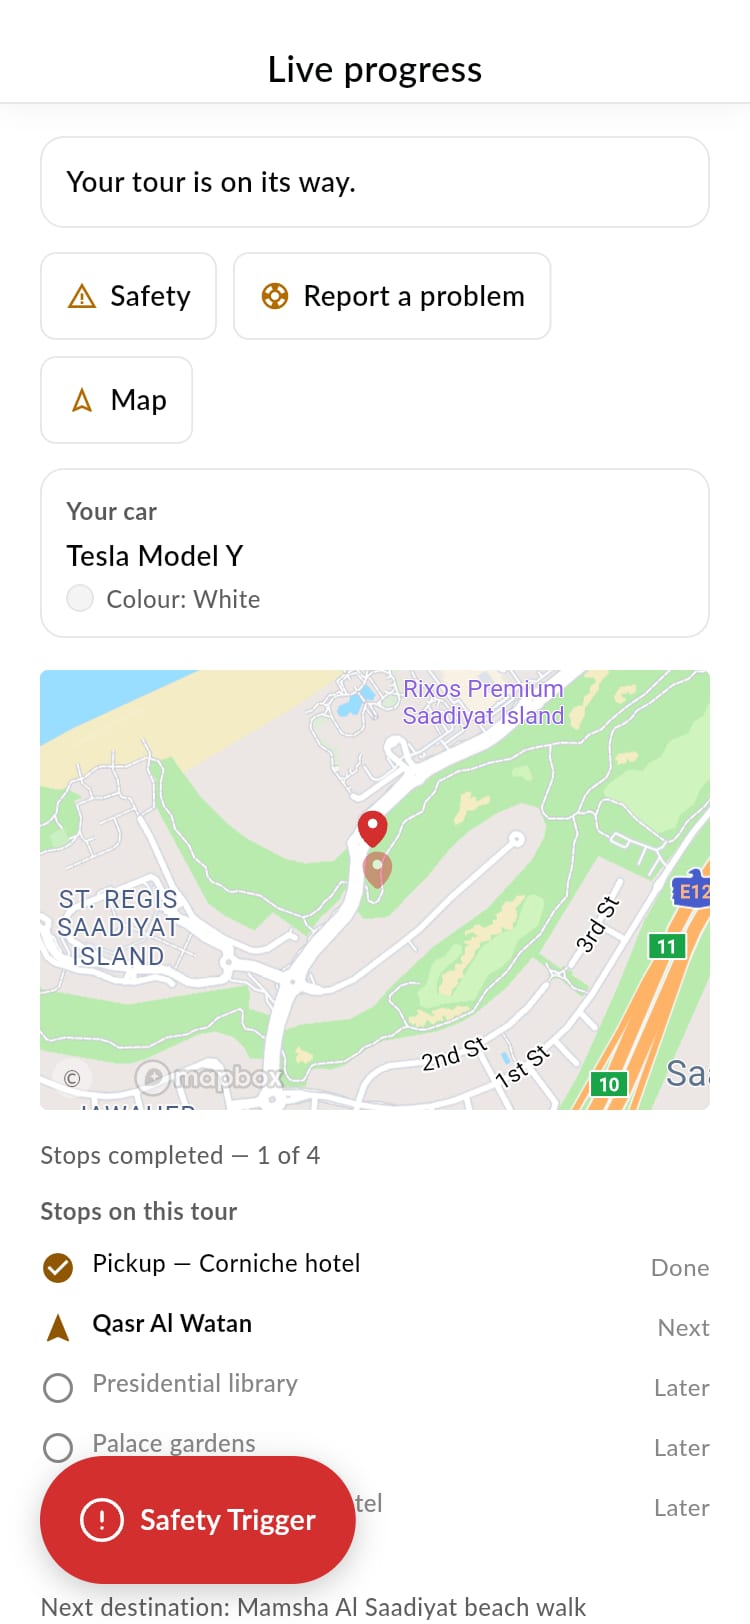 Live progress
Your tour is on its way.
Safety
Report a problem
Map
Your car
Tesla Model Y
Colour: White
Rixos Premium
Saadiyat Island
ST. REGIS
SAADIYAT
ISLAND
E12
3rd St
11
2nd St
1st St
10
©
mapbox
Stops completed — 1 of 4
Stops on this tour
Pickup — Corniche hotel
Done
Qasr Al Watan
Next
Presidential library
Later
Palace gardens
Later
Later
Safety Trigger
Next destination: Mamsha Al Saadiyat beach walk